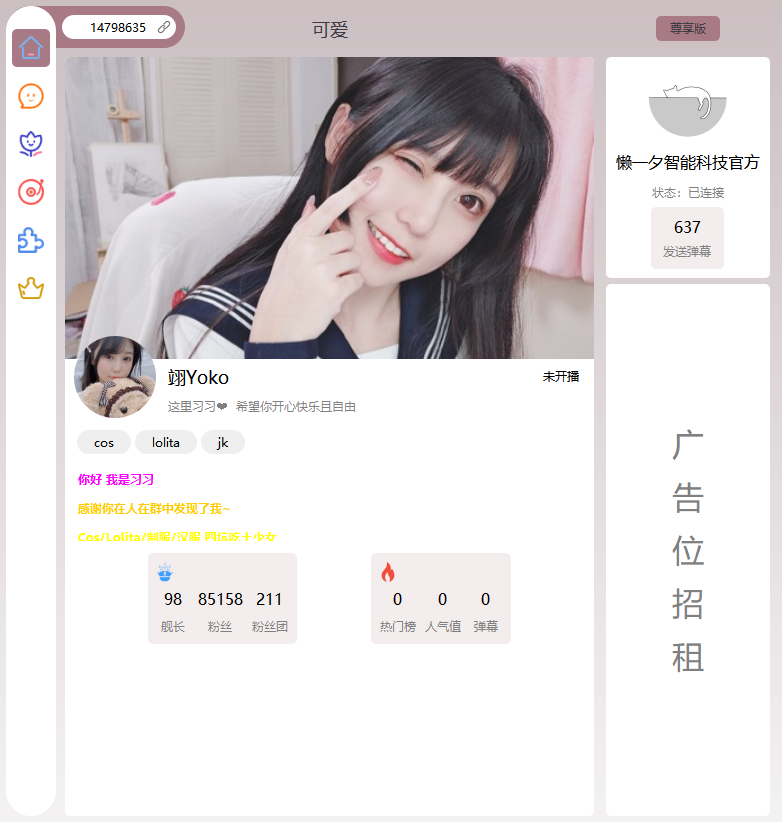 14798635
可爱
尊享版
懒一夕智能科技官方
状态：已连接
637
发送弹幕
翊Yoko
未开播
这里习习❤ 希望你开心快乐且自由
cos
lolita
jk
你好 我是习习
感谢你在人在群中发现了我~
Cos/Lolita/制服/汉服 四坑吃土少女
98 85158 211
舰长 粉丝 粉丝团
0 0 0
热门榜 人气值 弹幕
广
告
位
招
租